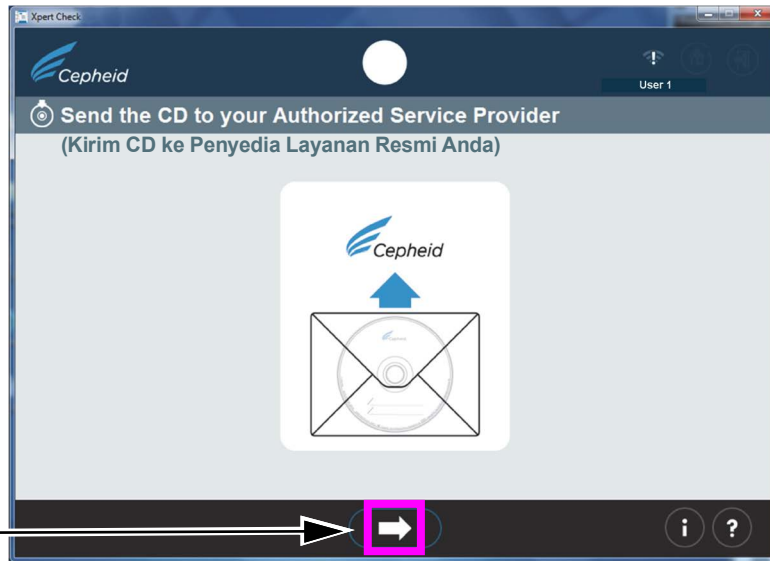 Xpert Check
Cepheid
User 1
Send the CD to your Authorized Service Provider
(Kirim CD ke Penyedia Layanan Resmi Anda)
Cepheid
Cepheid
i ?